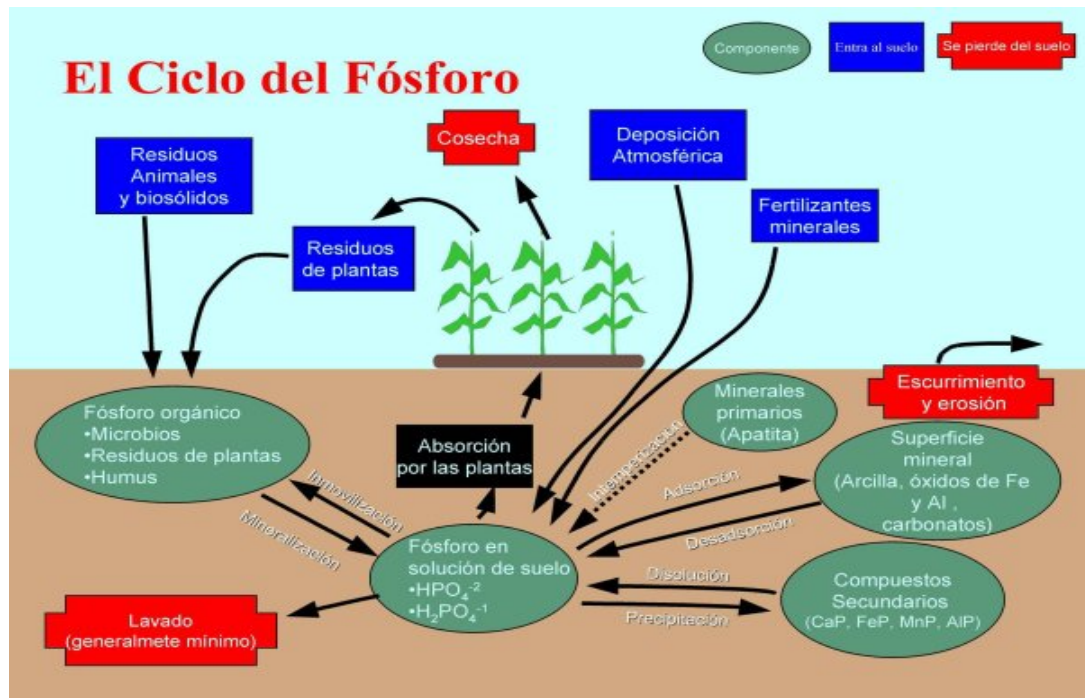 Componente
Entra al suelo
Se pierde del suelo
El Ciclo del Fósforo
Cosecha
Deposición
Atmosférica
Residuos
Animales
y biosólidos
Fertilizantes
minerales
Residuos
de plantas
Escurrimiento
y erosión
Minerales
primarios
(Apatita)
Fósforo orgánico
•Microbios
•Residuos de plantas
•Humus
Absorción
por las plantas
Superficie
mineral
(Arcilla, óxidos de Fe
y Al ,
carbonatos)
Intemperización
Adsorción
Desadsorción
Inmovilización
Mineralización
Fósforo en
solución de suelo
•HPO₄⁻²
•H₂PO₄⁻¹
Disolución
Precipitación
Compuestos
Secundarios
(CaP, FeP, MnP, AlP)
Lavado
(generalmete mínimo)